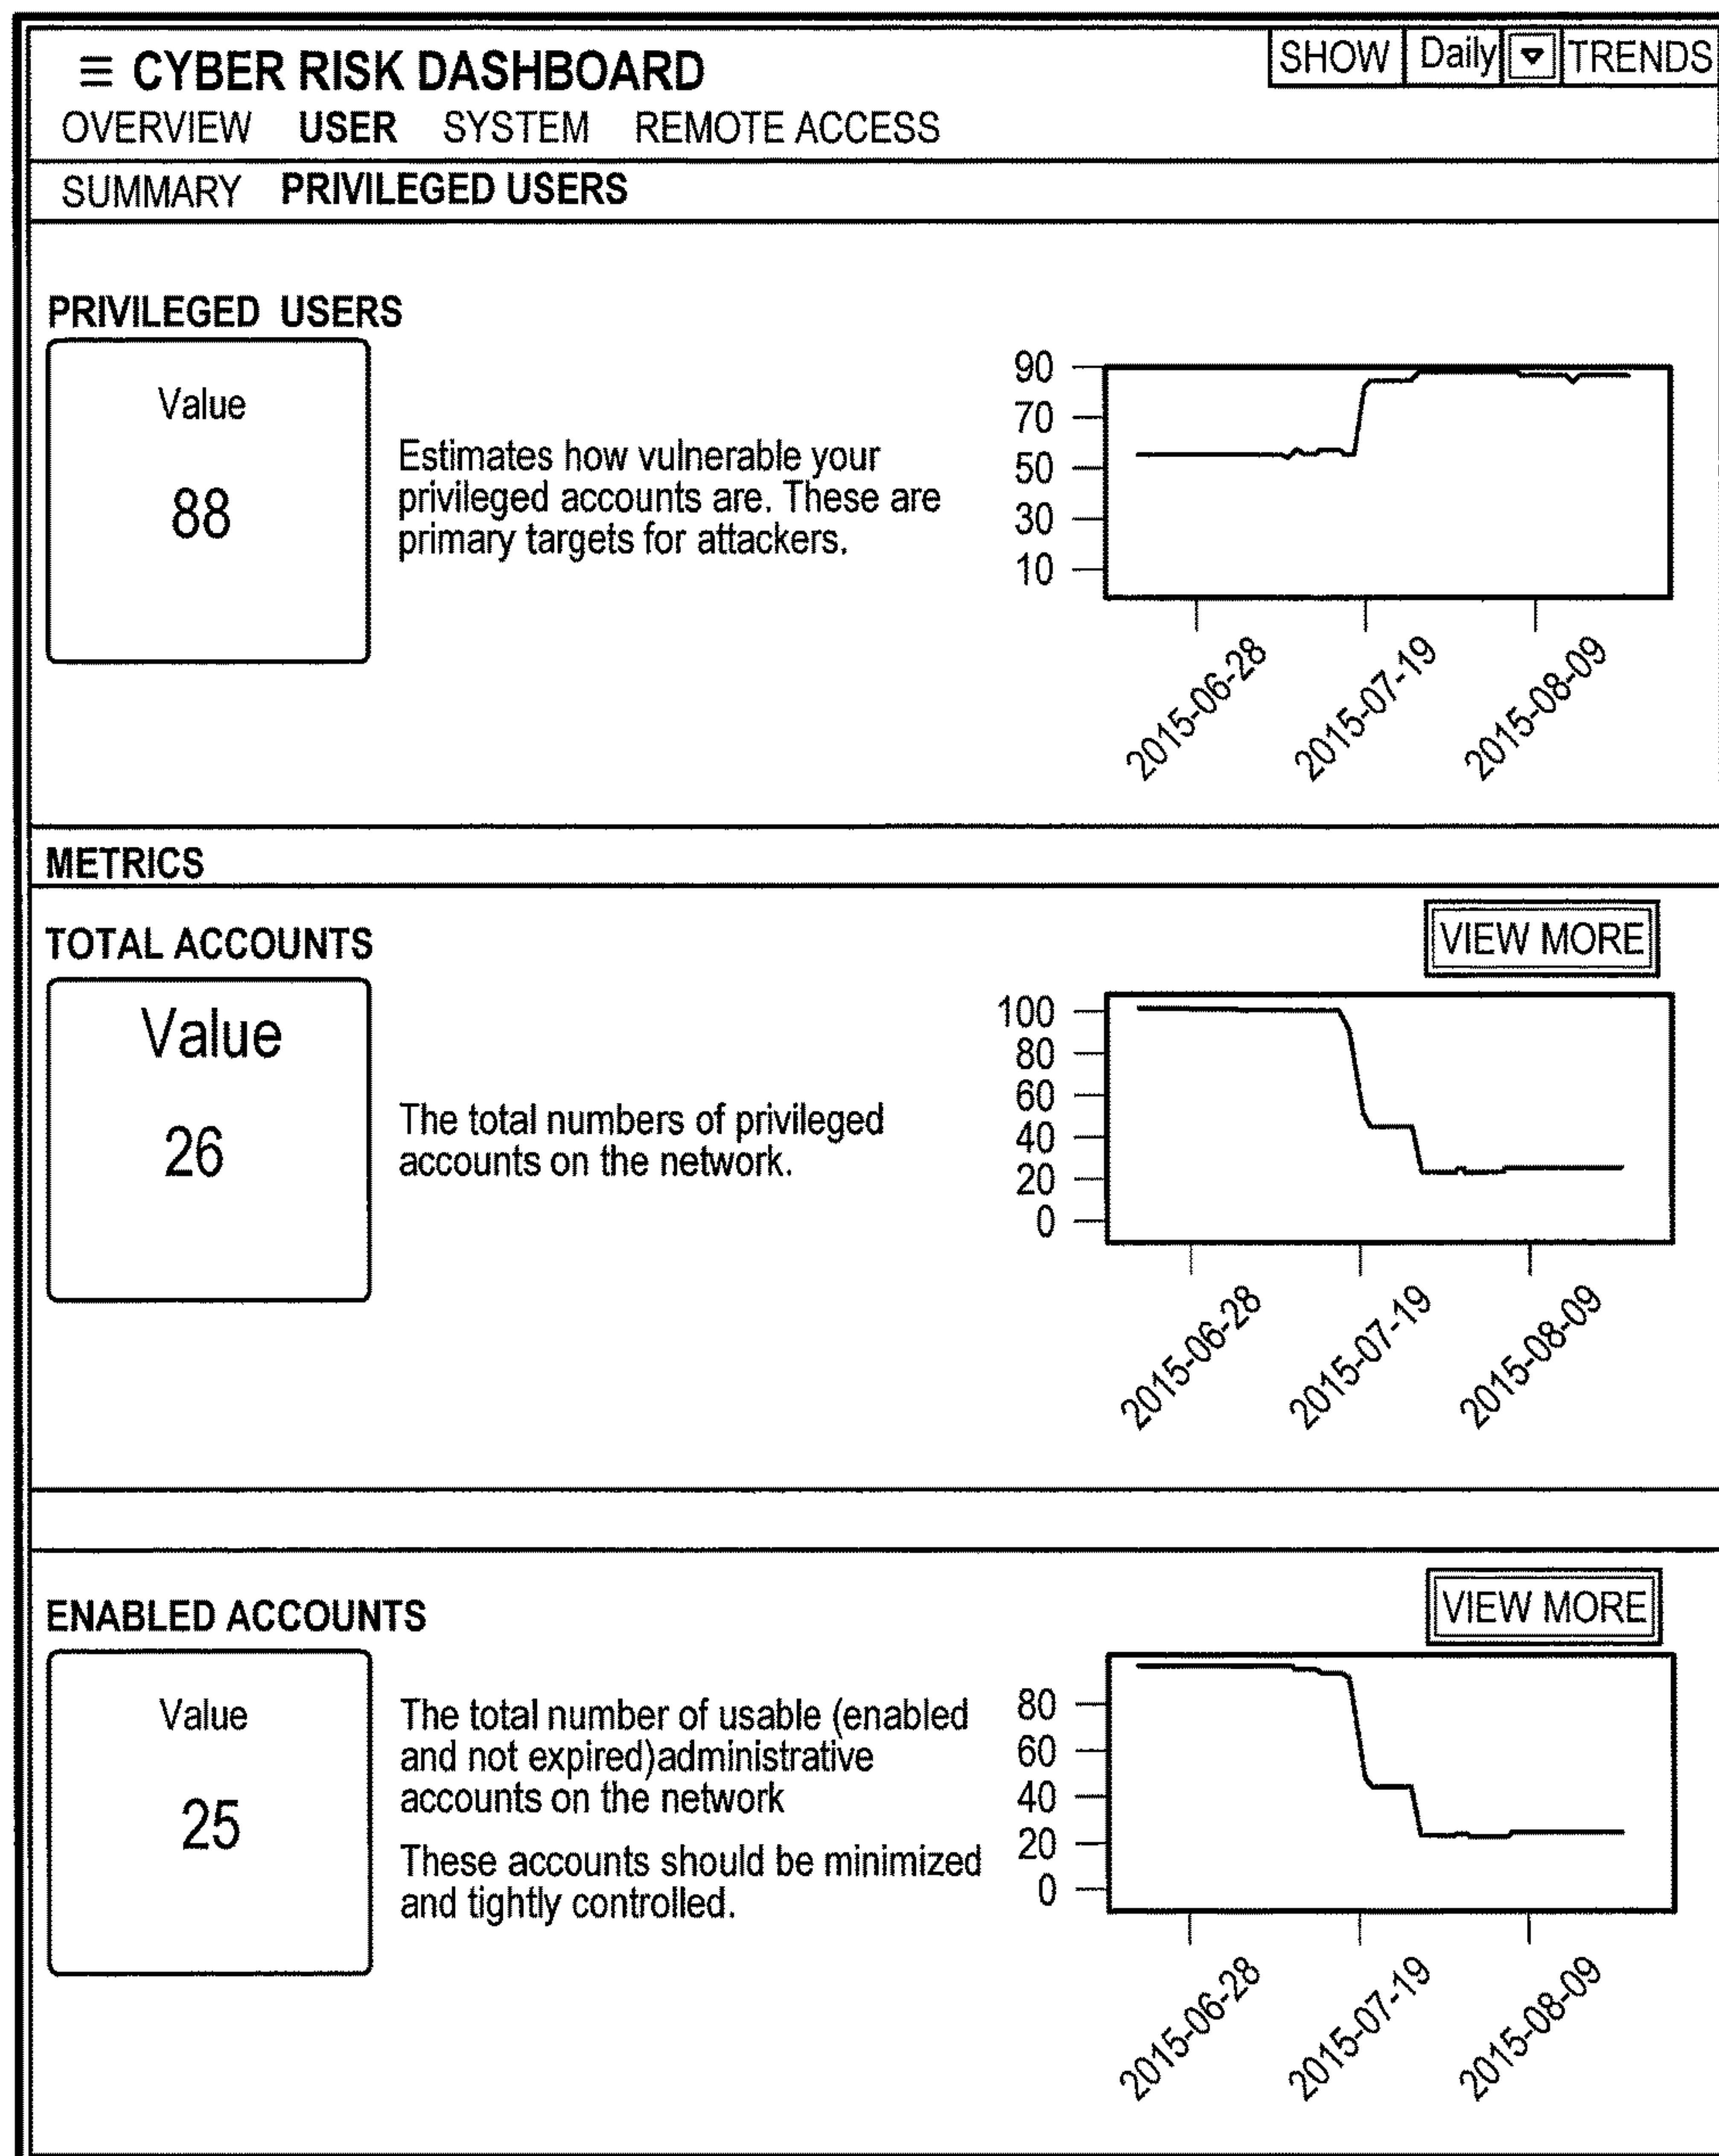 ≡ CYBER RISK DASHBOARD
SHOW Daily TRENDS
OVERVIEW USER SYSTEM REMOTE ACCESS
SUMMARY PRIVILEGED USERS
PRIVILEGED USERS
Value
88
Estimates how vulnerable your
privileged accounts are. These are
primary targets for attackers.
90
70
50
30
10
2015-06-28
2015-07-19
2015-08-09
METRICS
TOTAL ACCOUNTS
VIEW MORE
Value
26
The total numbers of privileged
accounts on the network.
100
80
60
40
20
0
2015-06-28
2015-07-19
2015-08-09
ENABLED ACCOUNTS
VIEW MORE
Value
25
The total number of usable (enabled
and not expired)administrative
accounts on the network
These accounts should be minimized
and tightly controlled.
80
60
40
20
0
2015-06-28
2015-07-19
2015-08-09